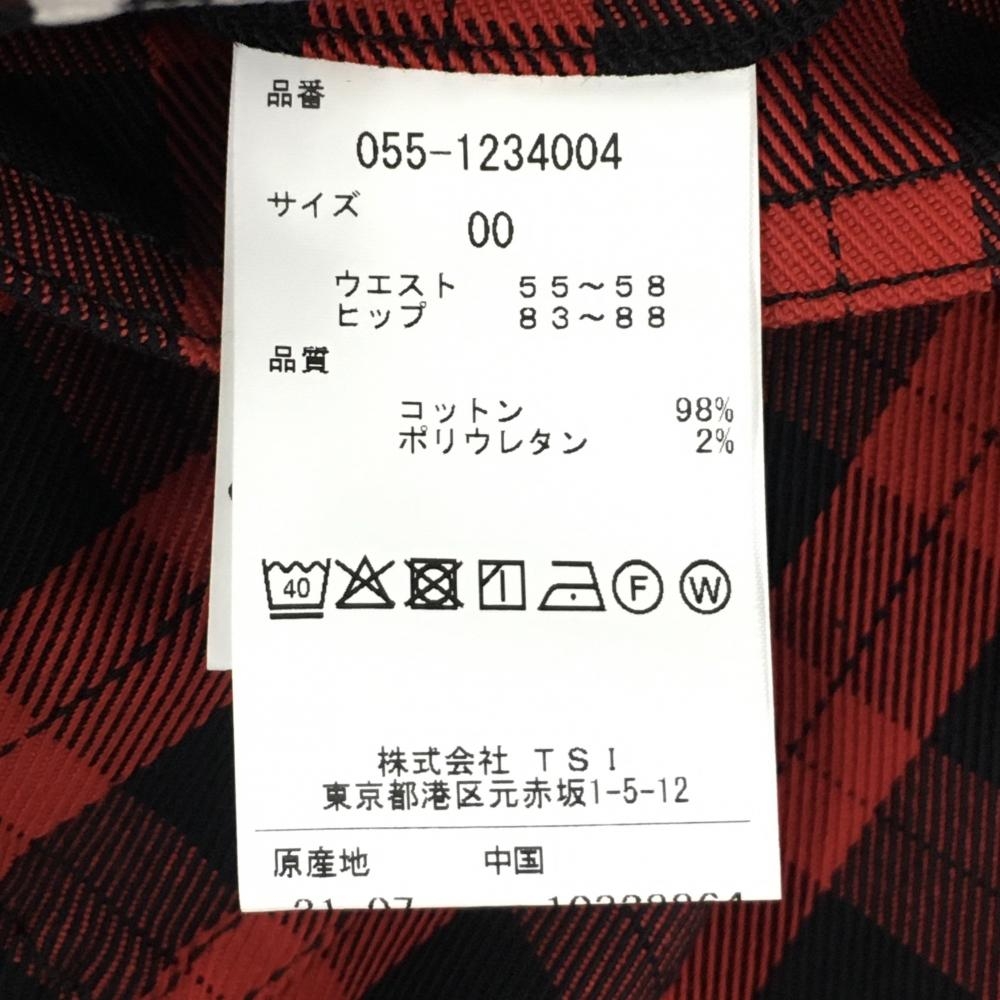 品番
055-1234004
サイズ
00
ウエスト 55～58
ヒップ 83～88
品質
コットン 98%
ポリウレタン 2%
40 F W
株式会社 TSI
東京都港区元赤坂1-5-12
原産地 中国